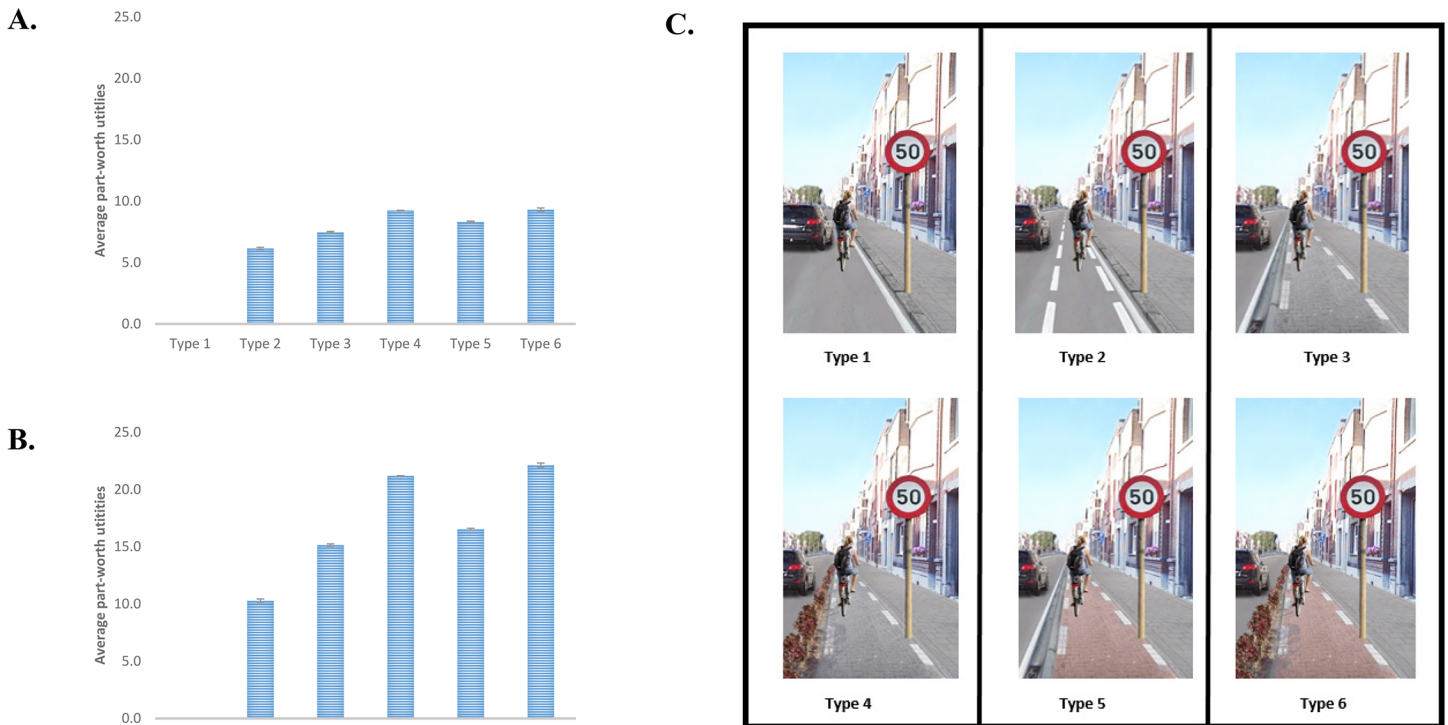 A.
25.0
20.0
15.0
10.0
5.0
0.0
Average part-worth utitlies
Type 1 Type 2 Type 3 Type 4 Type 5 Type 6
B.
25.0
20.0
15.0
10.0
5.0
0.0
Average part-worth utitities
C.
50 50 50
Type 1 Type 2 Type 3
50 50 50
Type 4 Type 5 Type 6